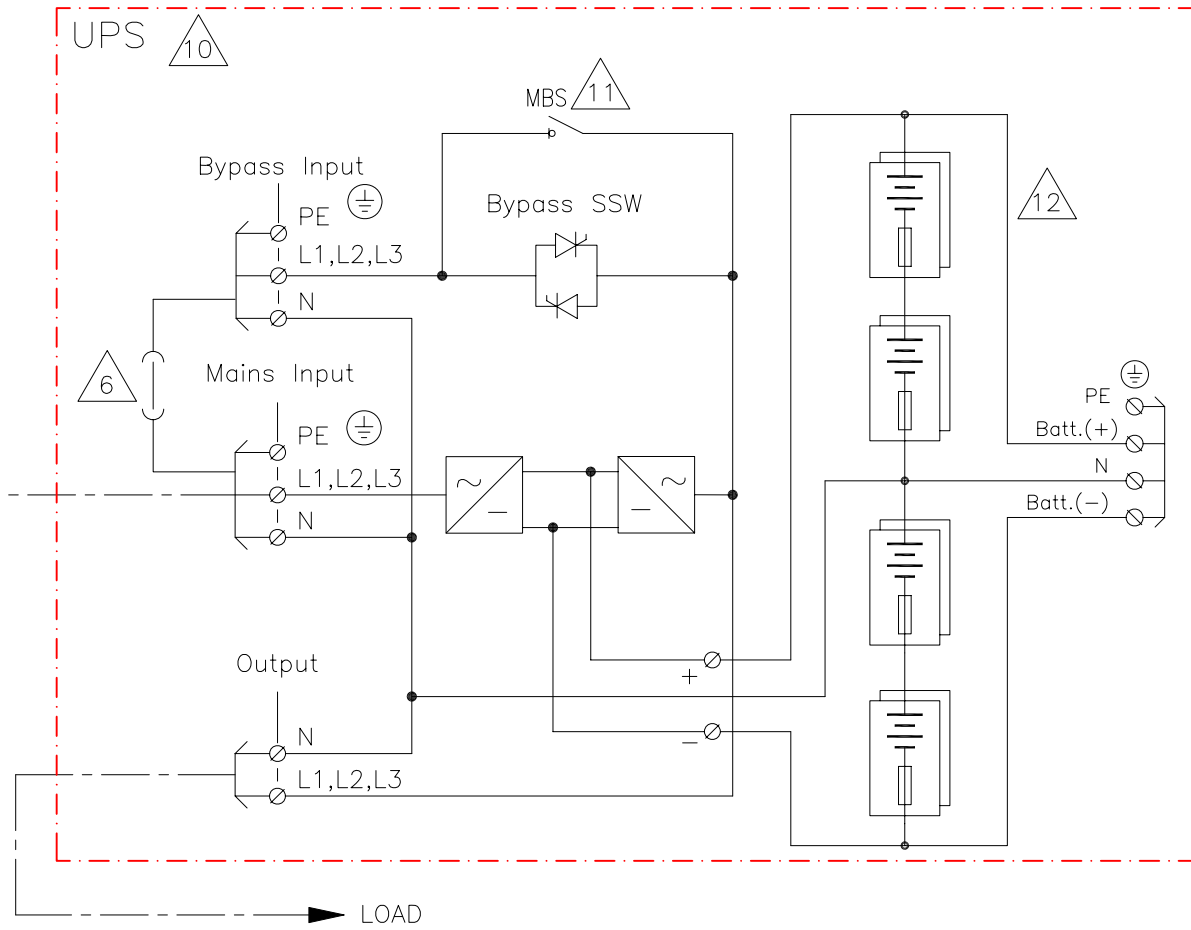 UPS
10
MBS
11
Bypass Input
PE
Bypass SSW
12
L1,L2,L3
N
6
Mains Input
PE
L1,L2,L3
N
PE
Batt.(+)
N
Batt.(-)
Output
+
N
-
L1,L2,L3
LOAD